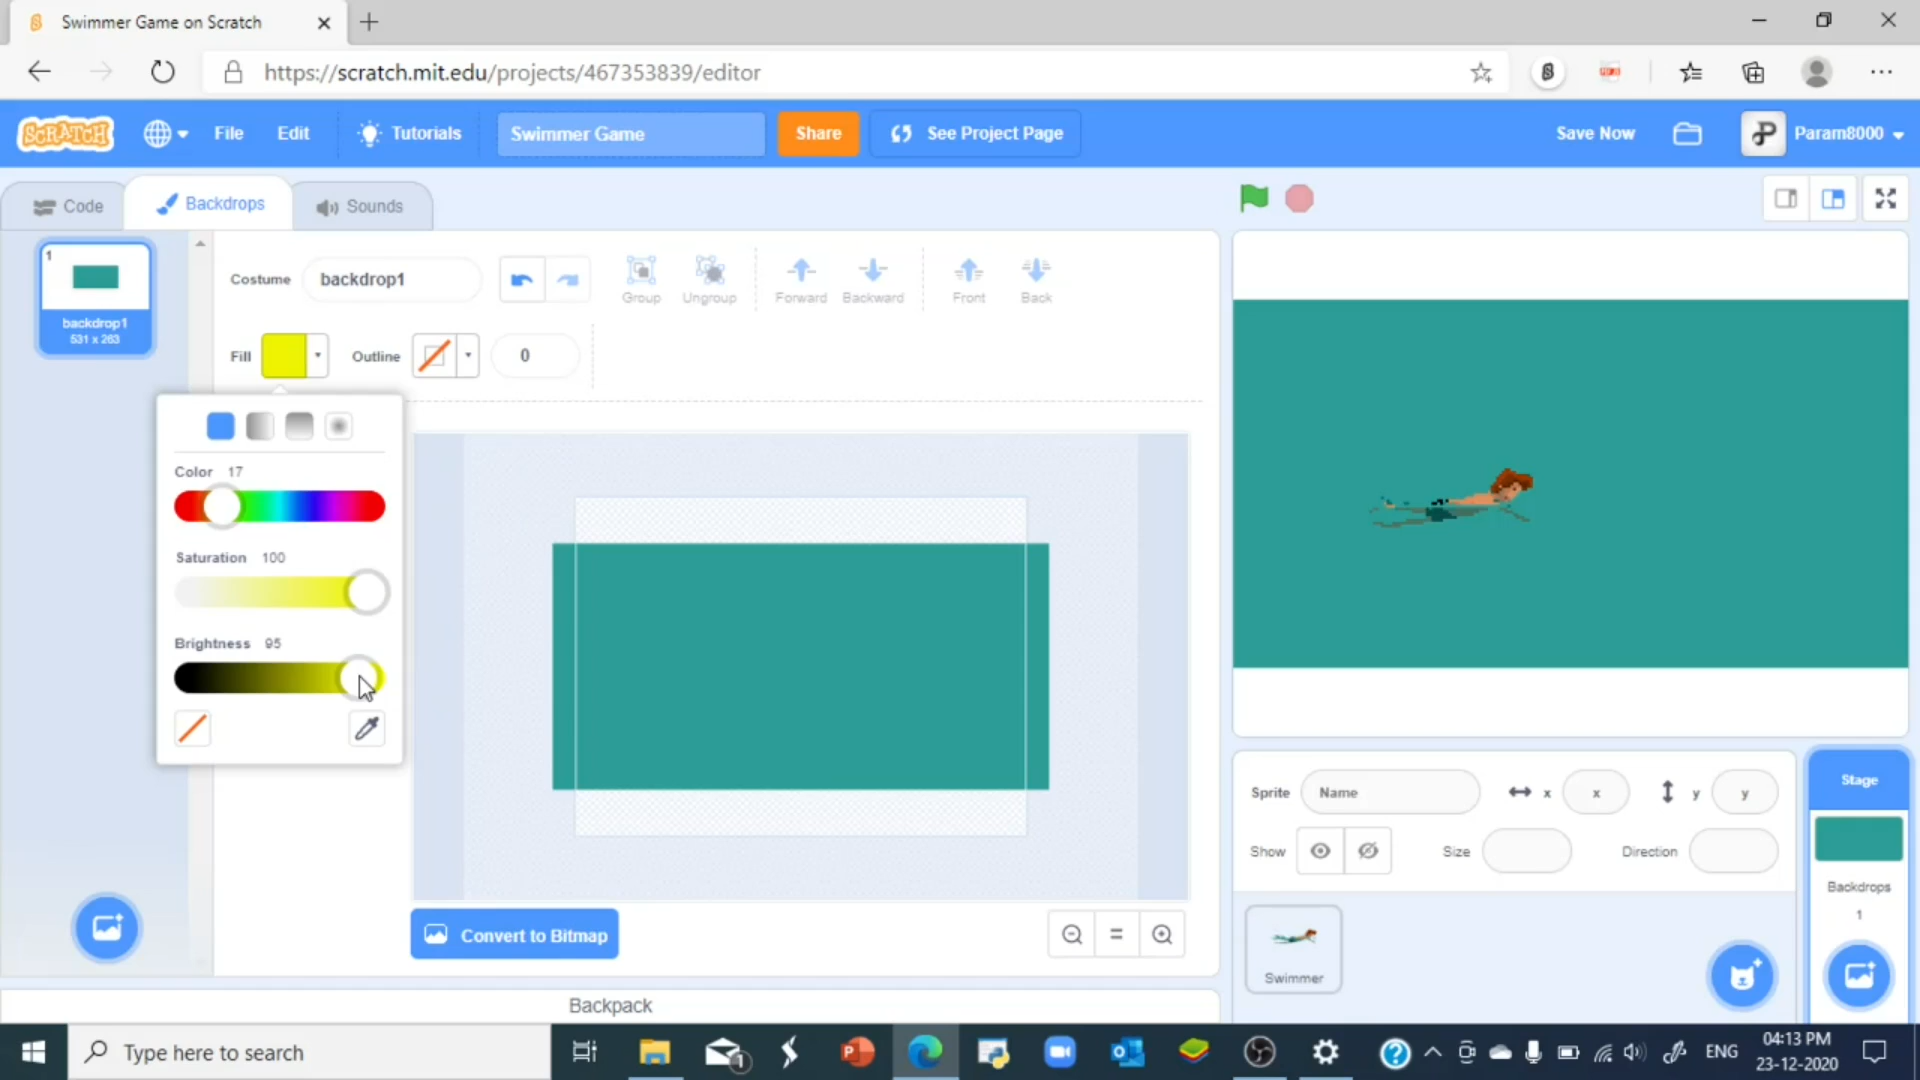 Swimmer Game on Scratch
https://scratch.mit.edu/projects/467353839/editor
SCRATCH
File
Edit
Tutorials
Swimmer Game
Share
See Project Page
Save Now
Param8000
Code
Backdrops
Sounds
1
backdrop1
531 x 263
Costume
backdrop1
Group
Ungroup
Forward
Backward
Front
Back
Fill
Outline
0
Color 17
Saturation 100
Brightness 95
Convert to Bitmap
=
Backpack
Sprite
Name
x
x
y
y
Show
Size
Direction
Swimmer
Stage
Backdrops
1
Type here to search
1
ENG
04:13 PM
23-12-2020